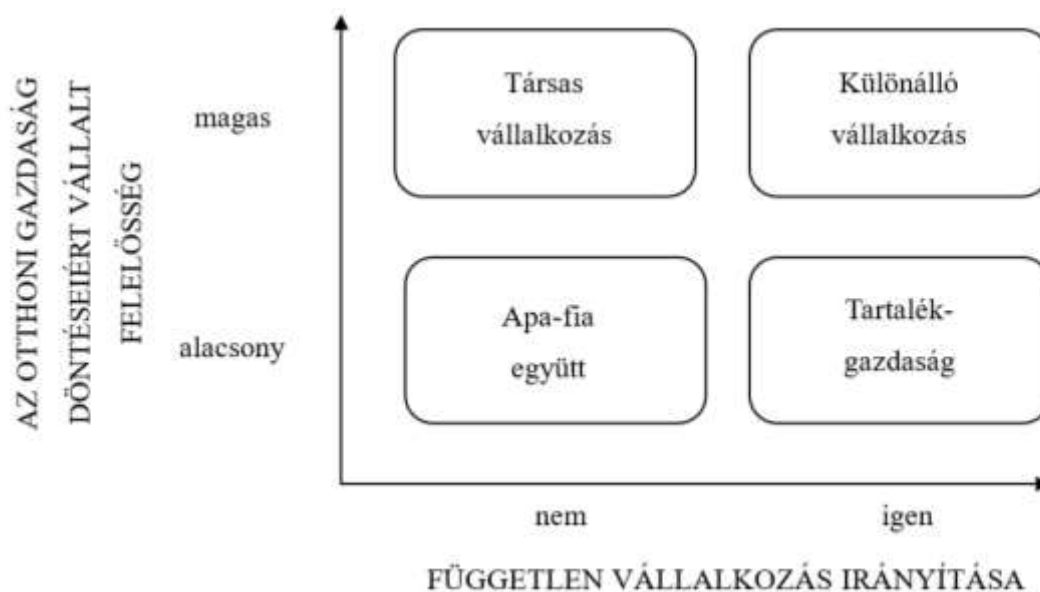 AZ OTTHONI GAZDASÁG
DÖNTÉSEIÉRT VÁLLALT
FELELŐSSÉG
magas
alacsony
Társas
vállalkozás
Különálló
vállalkozás
Apa-fia
együtt
Tartalék-
gazdaság
nem
igen
FÜGGETLEN VÁLLALKOZÁS IRÁNYÍTÁSA